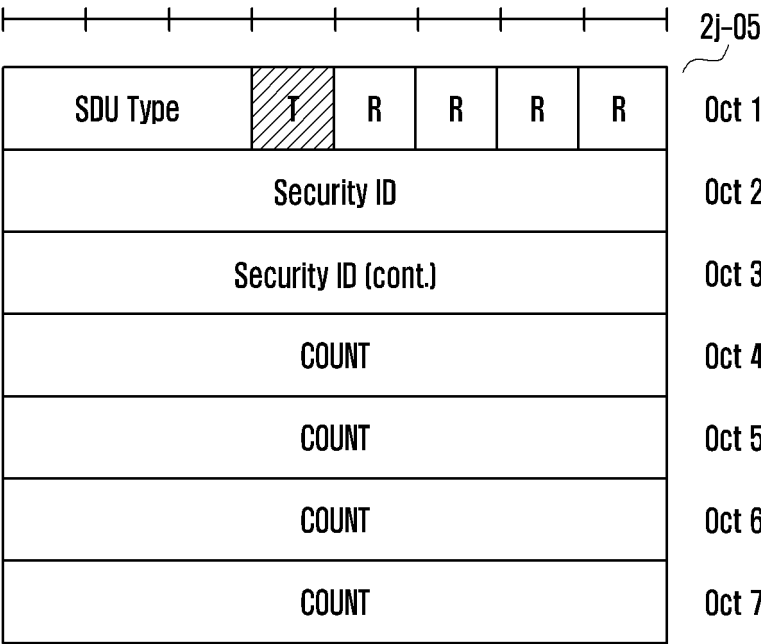 2j-05
SDU Type T R R R R Oct 1
Security ID Oct 2
Security ID (cont.) Oct 3
COUNT Oct 4
COUNT Oct 5
COUNT Oct 6
COUNT Oct 7